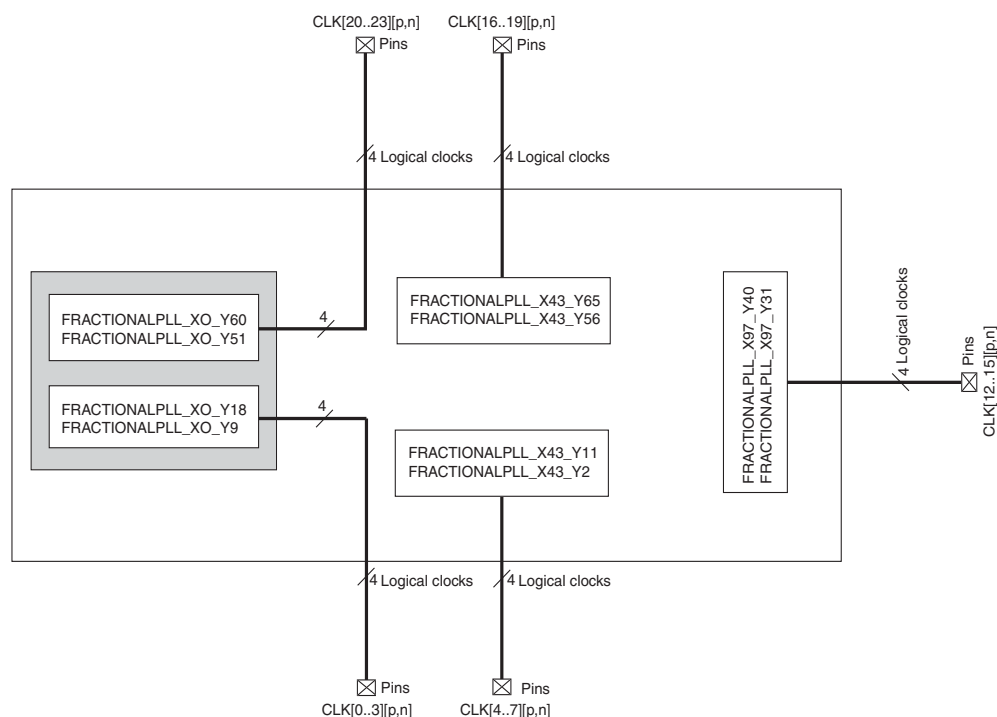 CLK[20..23][p,n]
CLK[16..19][p,n]
Pins
Pins
4 Logical clocks
4 Logical clocks
FRACTIONALPLL_XO_Y60
FRACTIONALPLL_XO_Y51
4
FRACTIONALPLL_X43_Y65
FRACTIONALPLL_X43_Y56
FRACTIONALPLL_X97_Y40
FRACTIONALPLL_X97_Y31
4 Logical clocks
Pins
CLK[12..15][p,n]
FRACTIONALPLL_XO_Y18
FRACTIONALPLL_XO_Y9
4
FRACTIONALPLL_X43_Y11
FRACTIONALPLL_X43_Y2
4 Logical clocks
4 Logical clocks
Pins
Pins
CLK[0..3][p,n]
CLK[4..7][p,n]